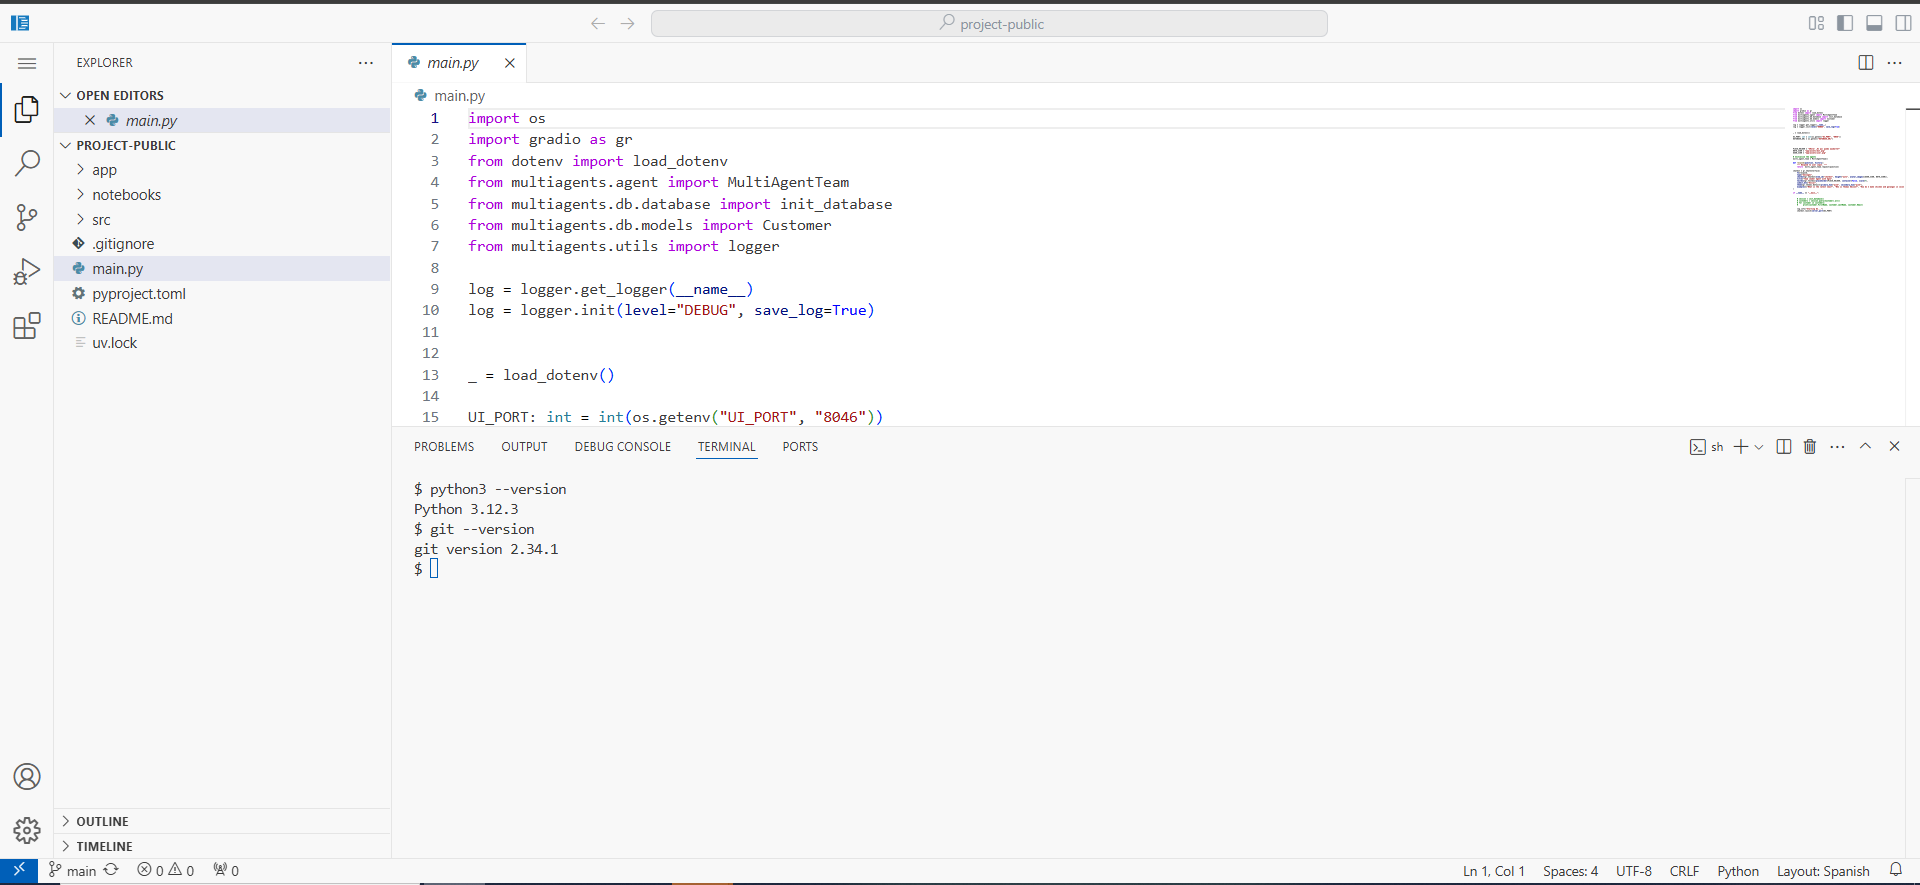 project-public
EXPLORER
OPEN EDITORS
main.py
PROJECT-PUBLIC
app
notebooks
src
.gitignore
main.py
pyproject.toml
README.md
uv.lock
OUTLINE
TIMELINE
main.py
main.py
1 import os
2 import gradio as gr
3 from dotenv import load_dotenv
4 from multiagents.agent import MultiAgentTeam
5 from multiagents.db.database import init_database
6 from multiagents.db.models import Customer
7 from multiagents.utils import logger
8
9 log = logger.get_logger(__name__)
10 log = logger.init(level="DEBUG", save_log=True)
11
12
13 _ = load_dotenv()
14
15 UI_PORT: int = int(os.getenv("UI_PORT", "8046"))
PROBLEMS OUTPUT DEBUG CONSOLE TERMINAL PORTS
sh
$ python3 --version
Python 3.12.3
$ git --version
git version 2.34.1
$
main 0 0 0 Ln 1, Col 1 Spaces: 4 UTF-8 CRLF Python Layout: Spanish